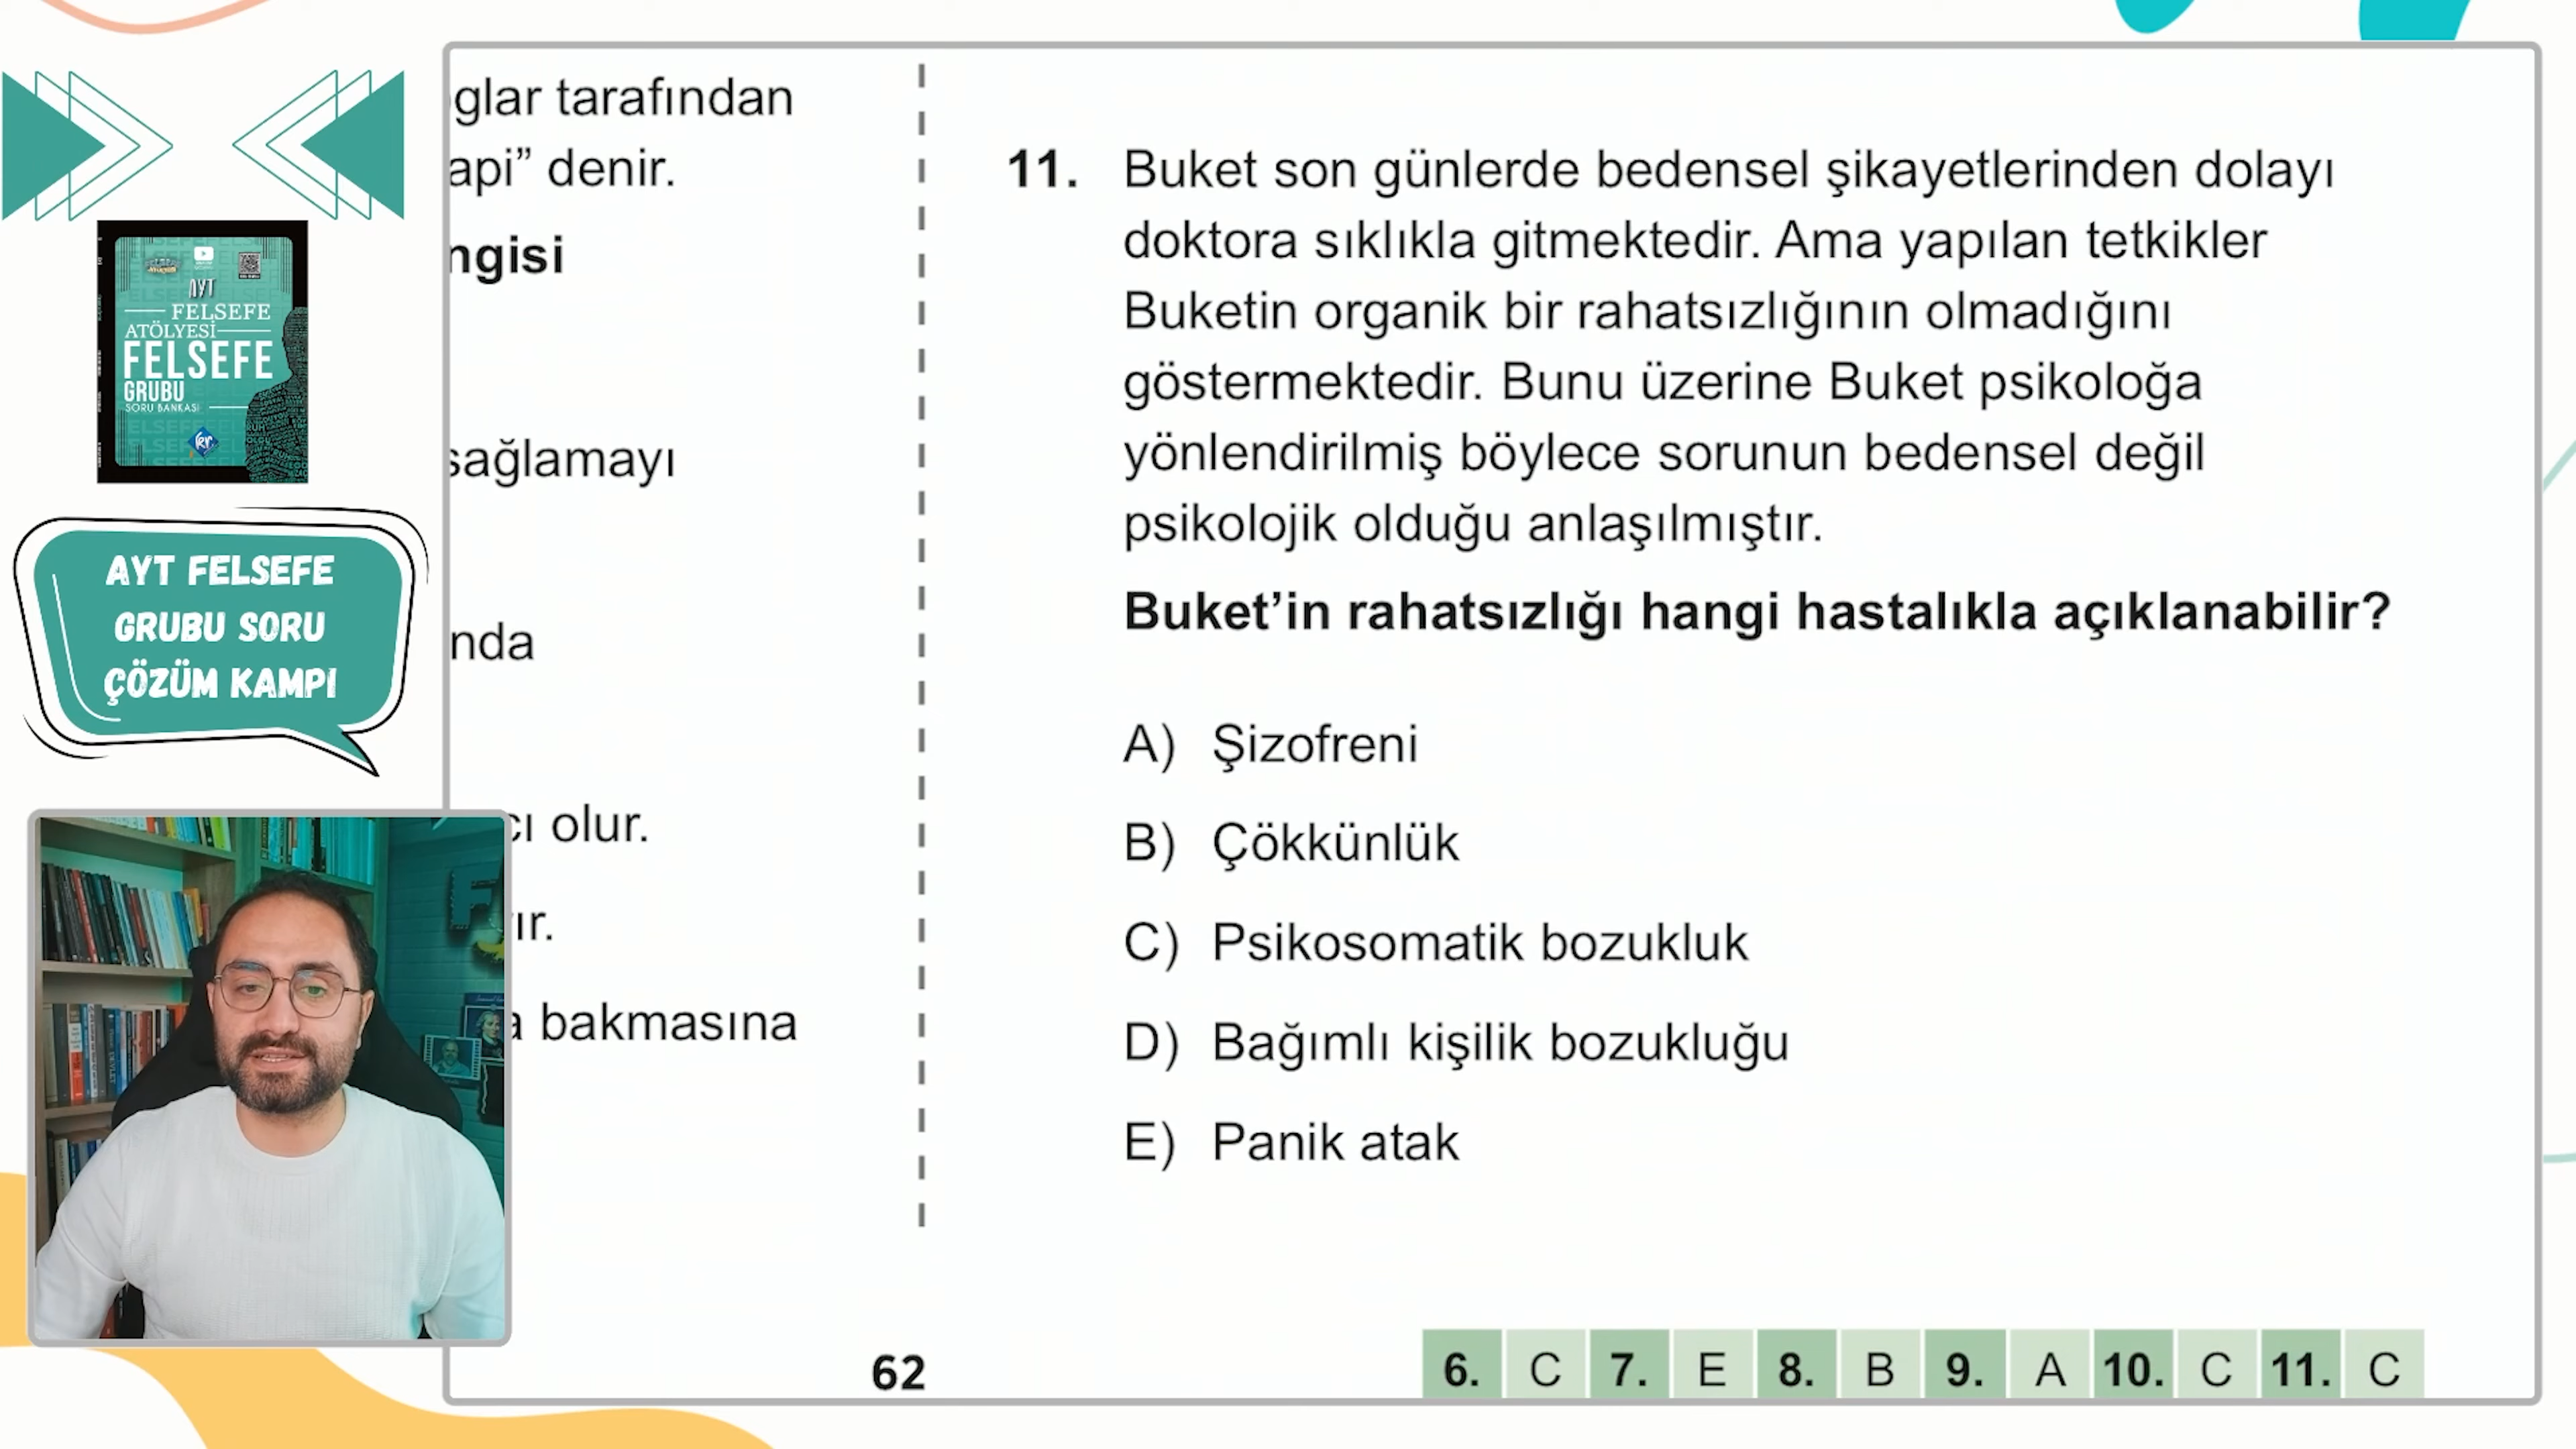 AYT
FELSEFE
ATÖLYESİ
FELSEFE
GRUBU
SORU BANKASI
AYT FELSEFE
GRUBU SORU
ÇÖZÜM KAMPI
glar tarafından
api” denir.
ngisi
sağlamayı
nda
cı olur.
ır.
a bakmasına
11. Buket son günlerde bedensel şikayetlerinden dolayı
doktora sıklıkla gitmektedir. Ama yapılan tetkikler
Buketin organik bir rahatsızlığının olmadığını
göstermektedir. Bunu üzerine Buket psikoloğa
yönlendirilmiş böylece sorunun bedensel değil
psikolojik olduğu anlaşılmıştır.
Buket’in rahatsızlığı hangi hastalıkla açıklanabilir?
A) Şizofreni
B) Çökkünlük
C) Psikosomatik bozukluk
D) Bağımlı kişilik bozukluğu
E) Panik atak
62
6. C 7. E 8. B 9. A 10. C 11. C